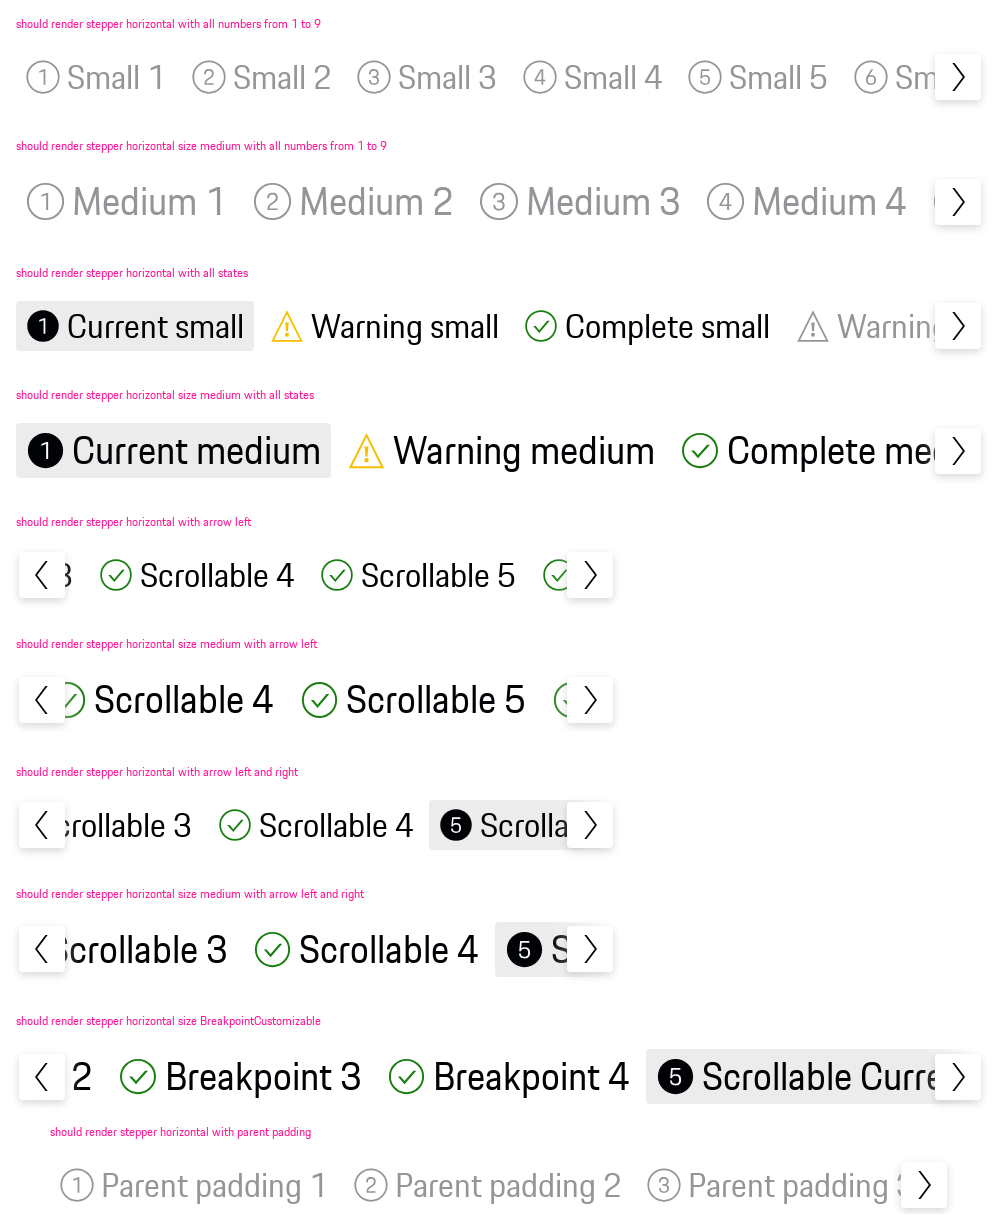 should render stepper horizontal with all numbers from 1 to 9
1 Small 1 2 Small 2 3 Small 3 4 Small 4 5 Small 5 6 Sm
should render stepper horizontal size medium with all numbers from 1 to 9
1 Medium 1 2 Medium 2 3 Medium 3 4 Medium 4
should render stepper horizontal with all states
1 Current small Warning small Complete small Warning
should render stepper horizontal size medium with all states
1 Current medium Warning medium Complete me
should render stepper horizontal with arrow left
3 Scrollable 4 Scrollable 5
should render stepper horizontal size medium with arrow left
Scrollable 4 Scrollable 5
should render stepper horizontal with arrow left and right
crollable 3 Scrollable 4 5 Scrolla
should render stepper horizontal size medium with arrow left and right
Scrollable 3 Scrollable 4 5 S
should render stepper horizontal size BreakpointCustomizable
2 Breakpoint 3 Breakpoint 4 5 Scrollable Curre
should render stepper horizontal with parent padding
1 Parent padding 1 2 Parent padding 2 3 Parent padding 3